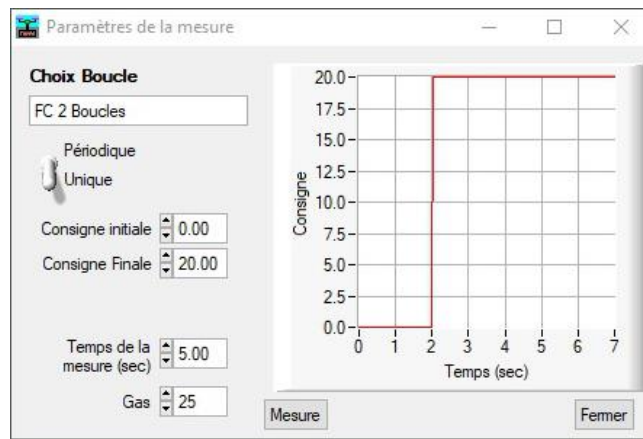 Paramètres de la mesure
Choix Boucle
FC 2 Boucles
Périodique
Unique
Consigne initiale 0.00
Consigne Finale 20.00
Temps de la
mesure (sec) 5.00
Gas 25
Consigne
20.0
17.5
15.0
12.5
10.0
7.5
5.0
2.5
0.0
0 1 2 3 4 5 6 7
Temps (sec)
Mesure
Fermer